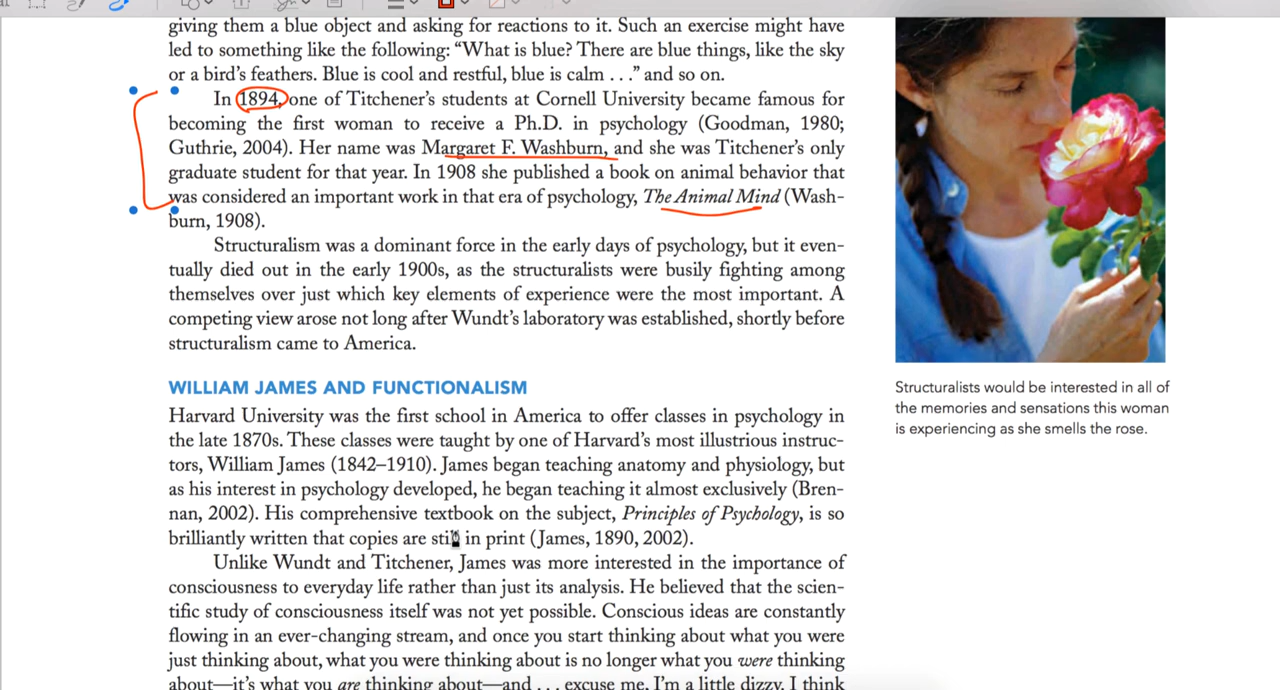 giving them a blue object and asking for reactions to it. Such an exercise might have
led to something like the following: “What is blue? There are blue things, like the sky
or a bird’s feathers. Blue is cool and restful, blue is calm . . .” and so on.
In 1894, one of Titchener’s students at Cornell University became famous for
becoming the first woman to receive a Ph.D. in psychology (Goodman, 1980;
Guthrie, 2004). Her name was Margaret F. Washburn, and she was Titchener’s only
graduate student for that year. In 1908 she published a book on animal behavior that
was considered an important work in that era of psychology, The Animal Mind (Wash-
burn, 1908).
Structuralism was a dominant force in the early days of psychology, but it even-
tually died out in the early 1900s, as the structuralists were busily fighting among
themselves over just which key elements of experience were the most important. A
competing view arose not long after Wundt’s laboratory was established, shortly before
structuralism came to America.
WILLIAM JAMES AND FUNCTIONALISM
Harvard University was the first school in America to offer classes in psychology in
the late 1870s. These classes were taught by one of Harvard’s most illustrious instruc-
tors, William James (1842–1910). James began teaching anatomy and physiology, but
as his interest in psychology developed, he began teaching it almost exclusively (Bren-
nan, 2002). His comprehensive textbook on the subject, Principles of Psychology, is so
brilliantly written that copies are still in print (James, 1890, 2002).
Unlike Wundt and Titchener, James was more interested in the importance of
consciousness to everyday life rather than just its analysis. He believed that the scien-
tific study of consciousness itself was not yet possible. Conscious ideas are constantly
flowing in an ever-changing stream, and once you start thinking about what you were
just thinking about, what you were thinking about is no longer what you were thinking
about—it’s what you are thinking about—and . . . excuse me, I’m a little dizzy. I think
Structuralists would be interested in all of
the memories and sensations this woman
is experiencing as she smells the rose.